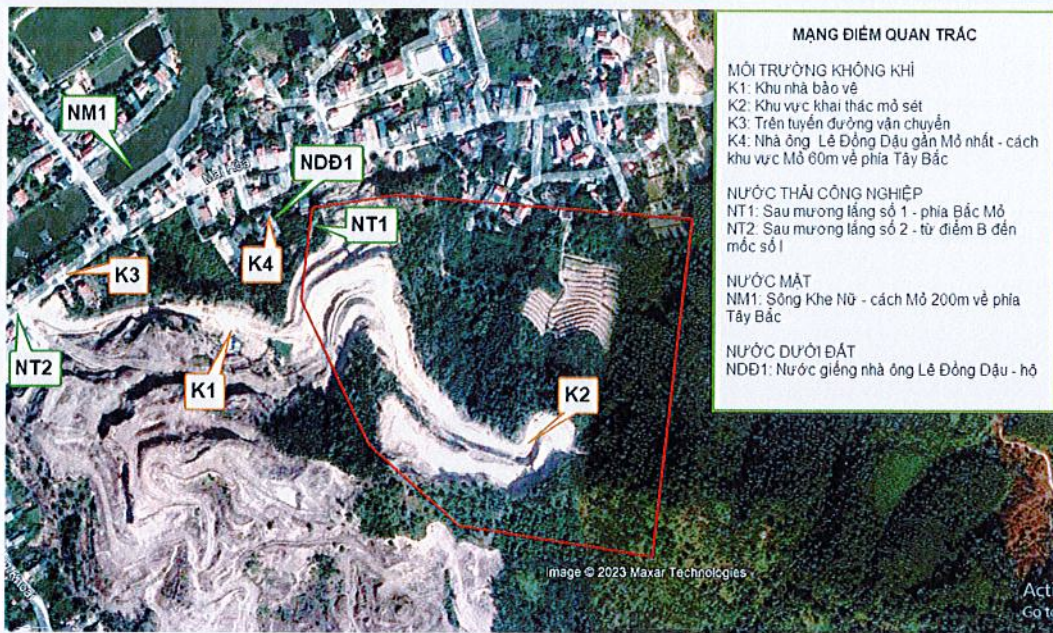 MẠNG ĐIỂM QUAN TRẮC
MÔI TRƯỜNG KHÔNG KHÍ
K1: Khu nhà bảo vệ
K2: Khu vực khai thác mỏ sét
K3: Trên tuyến đường vận chuyển
K4: Nhà ông Lê Đồng Dậu gần Mỏ nhất - cách
khu vực Mỏ 60m về phía Tây Bắc
NƯỚC THẢI CÔNG NGHIỆP
NT1: Sau mương lắng số 1 - phía Bắc Mỏ
NT2: Sau mương lắng số 2 - từ điểm B đến
mốc số I
NƯỚC MẶT
NM1: Sông Khe Nữ - cách Mỏ 200m về phía
Tây Bắc
NƯỚC DƯỚI ĐẤT
NDĐ1: Nước giếng nhà ông Lê Đồng Dậu - hộ
NM1
NDĐ1
NT1
K4
K3
NT2
K1
K2
Image © 2023 Maxar Technologies
Act
Go to